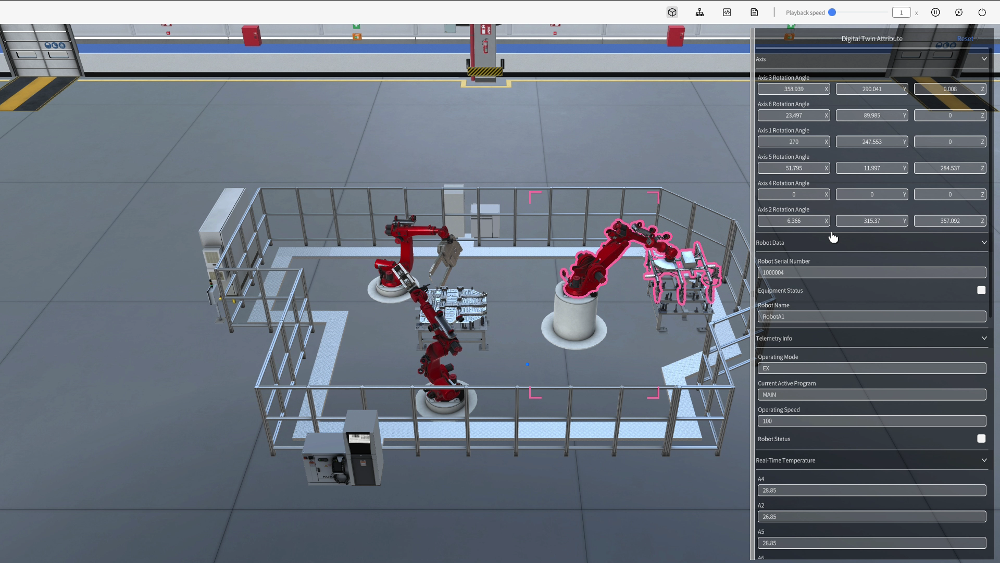 Playback speed 1 x
Digital Twin Attribute Reset
Axis
Axis 3 Rotation Angle
358.939 X 290.041 Y 0.008 Z
Axis 6 Rotation Angle
23.497 X 89.985 Y 0 Z
Axis 1 Rotation Angle
270 X 247.553 Y 0 Z
Axis 5 Rotation Angle
51.795 X 11.997 Y 284.537 Z
Axis 4 Rotation Angle
0 X 0 Y 0 Z
Axis 2 Rotation Angle
6.366 X 315.37 Y 357.092 Z
Robot Data
Robot Serial Number
1000004
Equipment Status
Robot Name
RobotA1
Telemetry Info
Operating Mode
EX
Current Active Program
MAIN
Operating Speed
100
Robot Status
Real-Time Temperature
A4
28.85
A2
26.85
A5
28.85
A6
KUKA